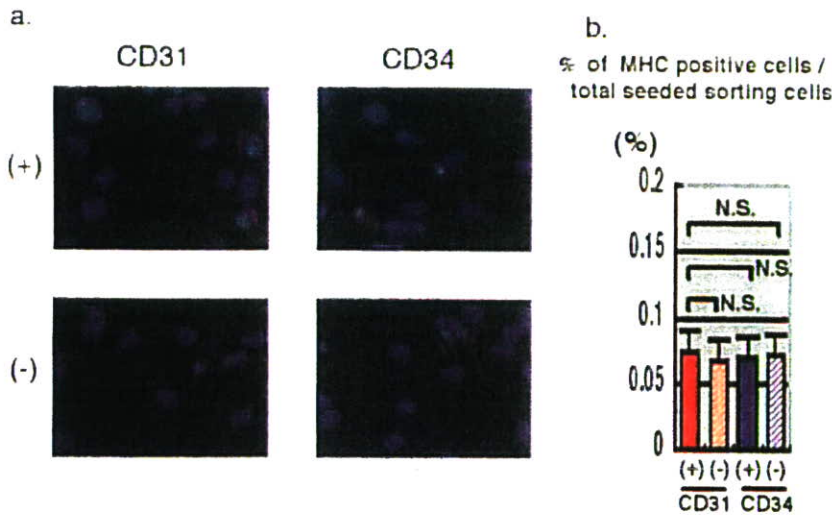 a.
CD31 CD34
(+)
(-)
b.
% of MHC positive cells /
total seeded sorting cells
(%)
0.2
0.15
0.1
0.05
0
N.S.
N.S.
N.S.
(+) (-) (+) (-)
CD31 CD34